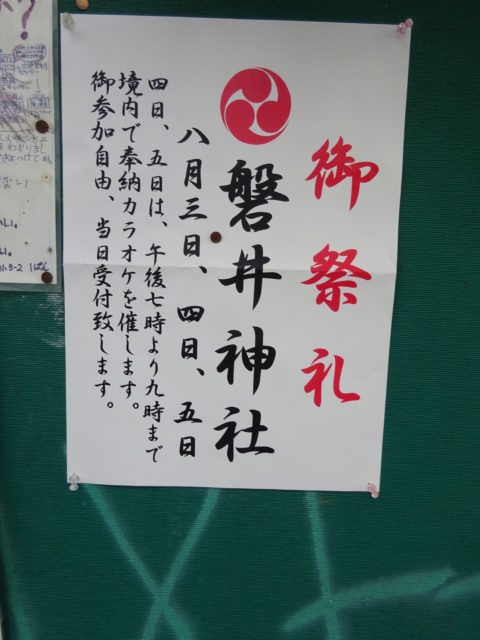 御祭礼
磐井神社
八月三日、四日、五日
四日、五日は、午後七時より九時まで
境内で奉納カラオケを催します。
御参加自由、当日受付致します。